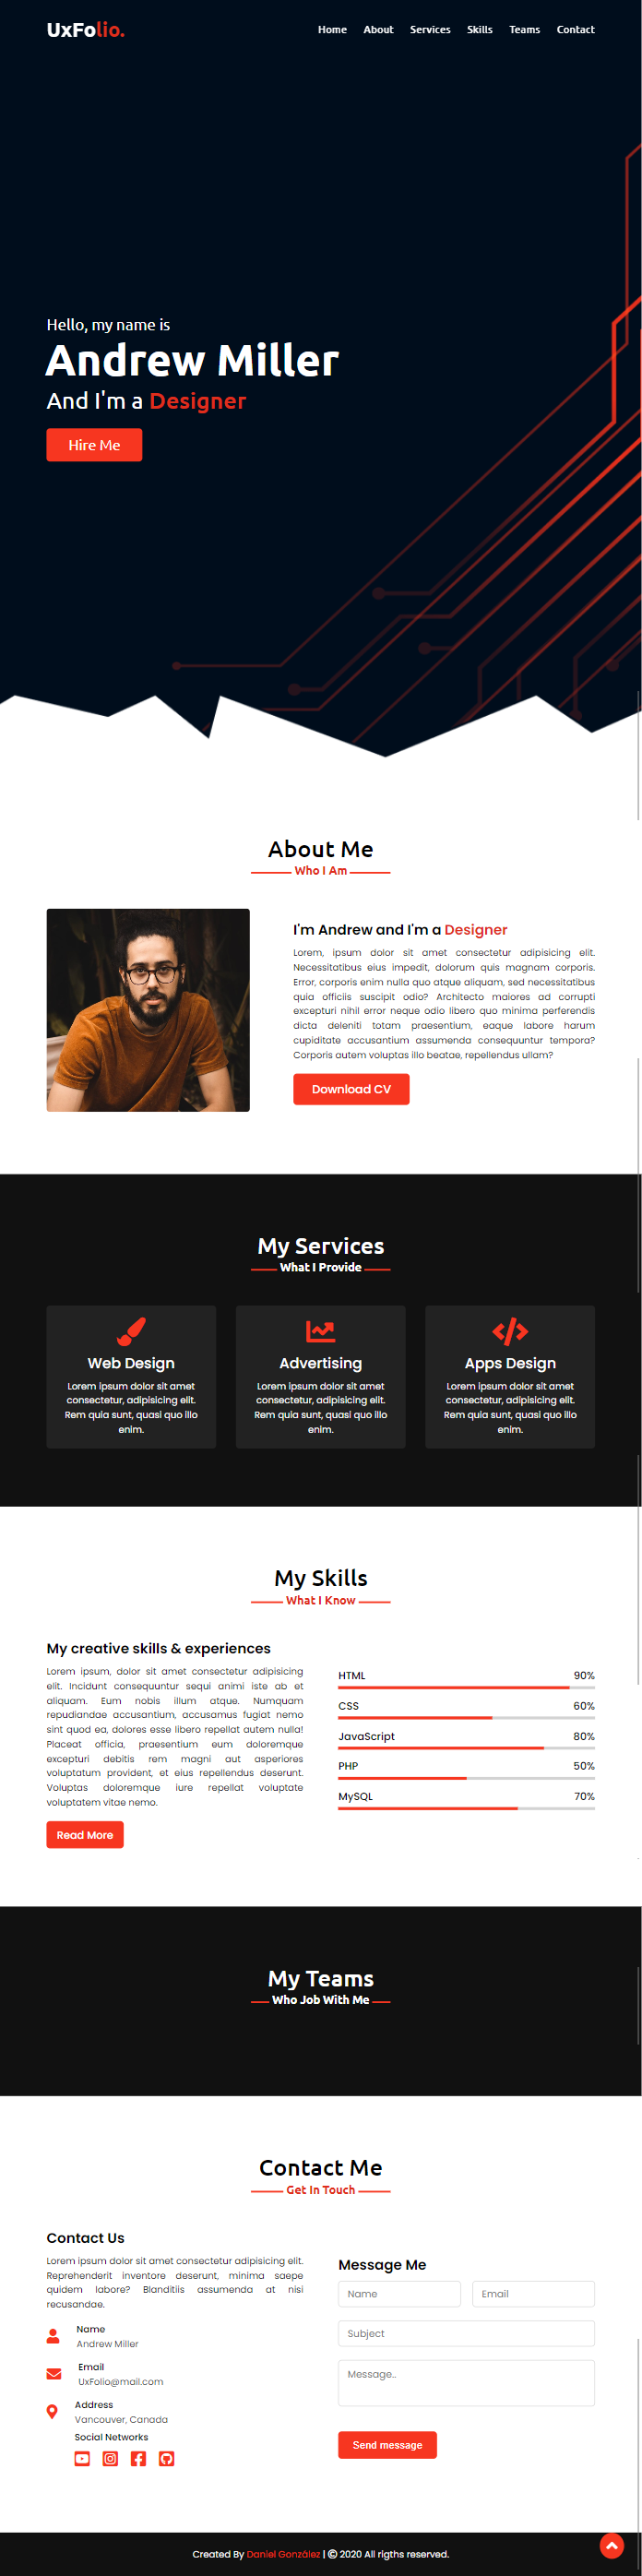 UxFolio.
Home About Services Skills Teams Contact
Hello, my name is
Andrew Miller
And I'm a Designer
Hire Me
About Me
Who I Am
I'm Andrew and I'm a Designer
Lorem, ipsum dolor sit amet consectetur adipisicing elit.
Necessitatibus eius impedit, dolorum quis magnam corporis.
Error, corporis enim nulla quo atque aliquam, sed necessitatibus
quia officiis suscipit odio? Architecto maiores ad corrupti
excepturi nihil error neque odio libero quo minima perferendis
dicta deleniti totam praesentium, eaque labore harum
cupiditate accusantium assumenda consequuntur tempora?
Corporis autem voluptas illo beatae, repellendus ullam?
Download CV
My Services
What I Provide
Web Design
Lorem ipsum dolor sit amet
consectetur, adipisicing elit.
Rem quia sunt, quasi quo illo
enim.
Advertising
Lorem ipsum dolor sit amet
consectetur, adipisicing elit.
Rem quia sunt, quasi quo illo
enim.
Apps Design
Lorem ipsum dolor sit amet
consectetur, adipisicing elit.
Rem quia sunt, quasi quo illo
enim.
My Skills
What I Know
My creative skills & experiences
Lorem ipsum, dolor sit amet consectetur adipisicing
elit. Incidunt consequuntur sequi animi iste ab et
aliquam. Eum nobis illum atque. Numquam
repudiandae accusantium, accusamus fugiat nemo
sint quod ea, dolores esse libero repellat autem nulla!
Placeat officia, praesentium eum doloremque
excepturi debitis rem magni aut asperiores
voluptatum provident, et eius repellendus deserunt.
Voluptas doloremque iure repellat voluptate
voluptatem vitae nemo.
Read More
HTML 90%
CSS 60%
JavaScript 80%
PHP 50%
MySQL 70%
My Teams
Who Job With Me
Contact Me
Get In Touch
Contact Us
Lorem ipsum dolor sit amet consectetur adipisicing elit.
Reprehenderit inventore deserunt, minima saepe
quidem labore? Blanditiis assumenda at nisi
recusandae.
Name
Andrew Miller
Email
UxFolio@mail.com
Address
Vancouver, Canada
Social Networks
Message Me
Name
Email
Subject
Message..
Send message
Created By Daniel González | © 2020 All rigths reserved.